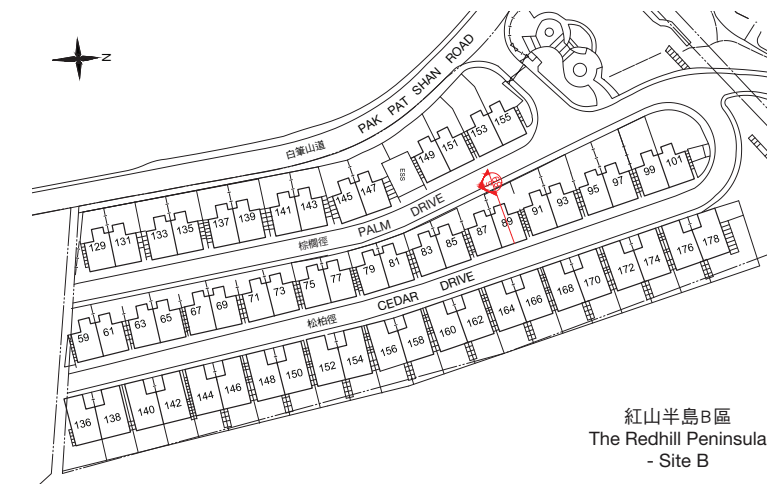 N
PAK PAT SHAN ROAD
白筆山道
129 131 133 135 137 139 141 143 145 147 ESS 149 151 153 155
PALM DRIVE
棕櫚徑
59 61 63 65 67 69 71 73 75 77 79 81 83 85 87 89 91 93 95 97 99 101
CEDAR DRIVE
松柏徑
136 138 140 142 144 146 148 150 152 154 156 158 160 162 164 166 168 170 172 174 176 178
紅山半島B區
The Redhill Peninsula
- Site B